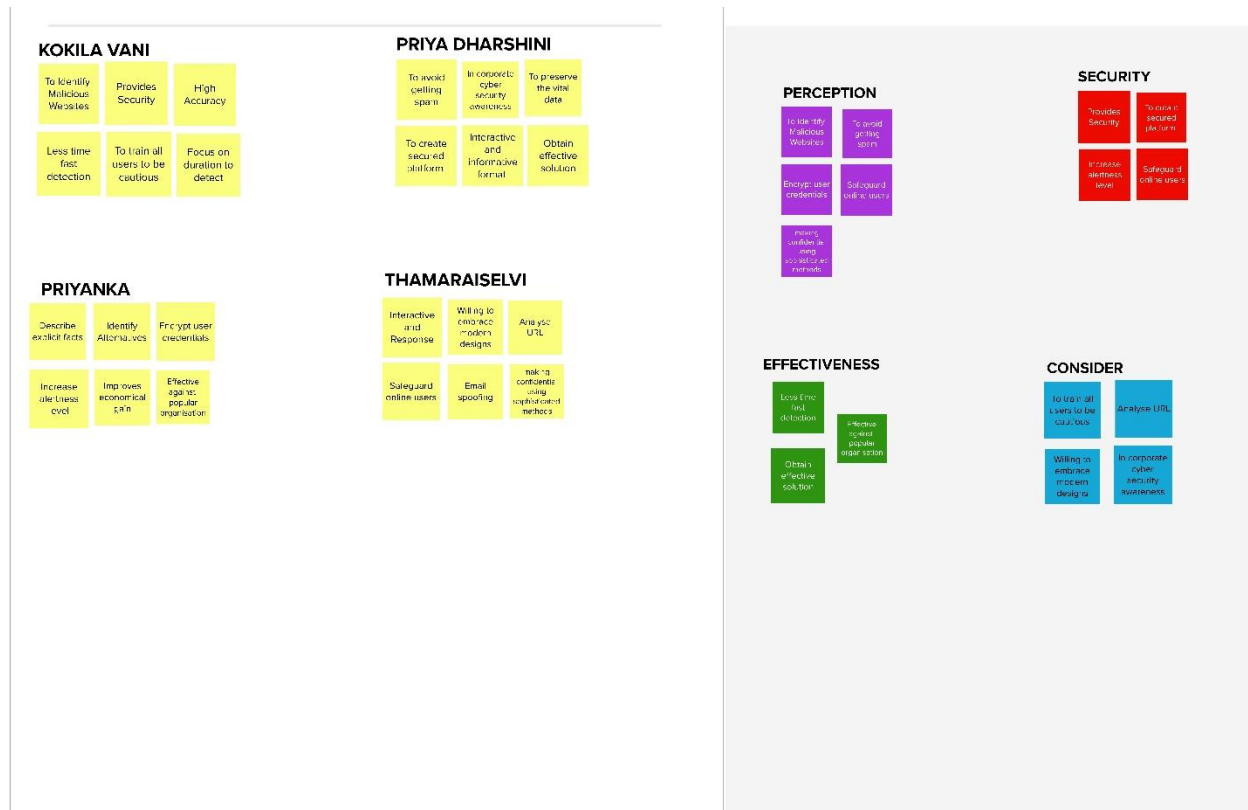 KOKILA VANI
To Identify
Malicious
Websites
Provides
Security
High
Accuracy
Less time
fast
detection
To train all
users to be
cautious
Focus on
duration to
detect
PRIYA DHARSHINI
To avoid
getting
spam
In corporate
cyber
security
awareness
To preserve
the vital
data
To create
secured
platform
Interactive
and
informative
format
Obtain
effective
solution
PRIYANKA
Describe
explicit facts
Identify
Alternatives
Encrypt user
credentials
Increase
alertness
level
Improves
economical
gain
Effective
against
popular
organisation
THAMARAISELVI
Interactive
and
Response
Willing to
embrace
modern
designs
Analyse
URL
Safeguard
online users
Email
spoofing
making
confidential
using
sophisticated
methods
PERCEPTION
To Identify
Malicious
Websites
To avoid
getting
spam
Encrypt user
credentials
Safeguard
online users
making
confidential
using
sophisticated
methods
SECURITY
Provides
Security
To
secured
platform
Increase
alertness
level
Safeguard
online users
EFFECTIVENESS
Less time
fast
detection
Effective
against
popular
organisation
Obtain
effective
solution
CONSIDER
To train all
users to be
cautious
Analyse URL
Willing to
embrace
modern
designs
In corporate
cyber
security
awareness